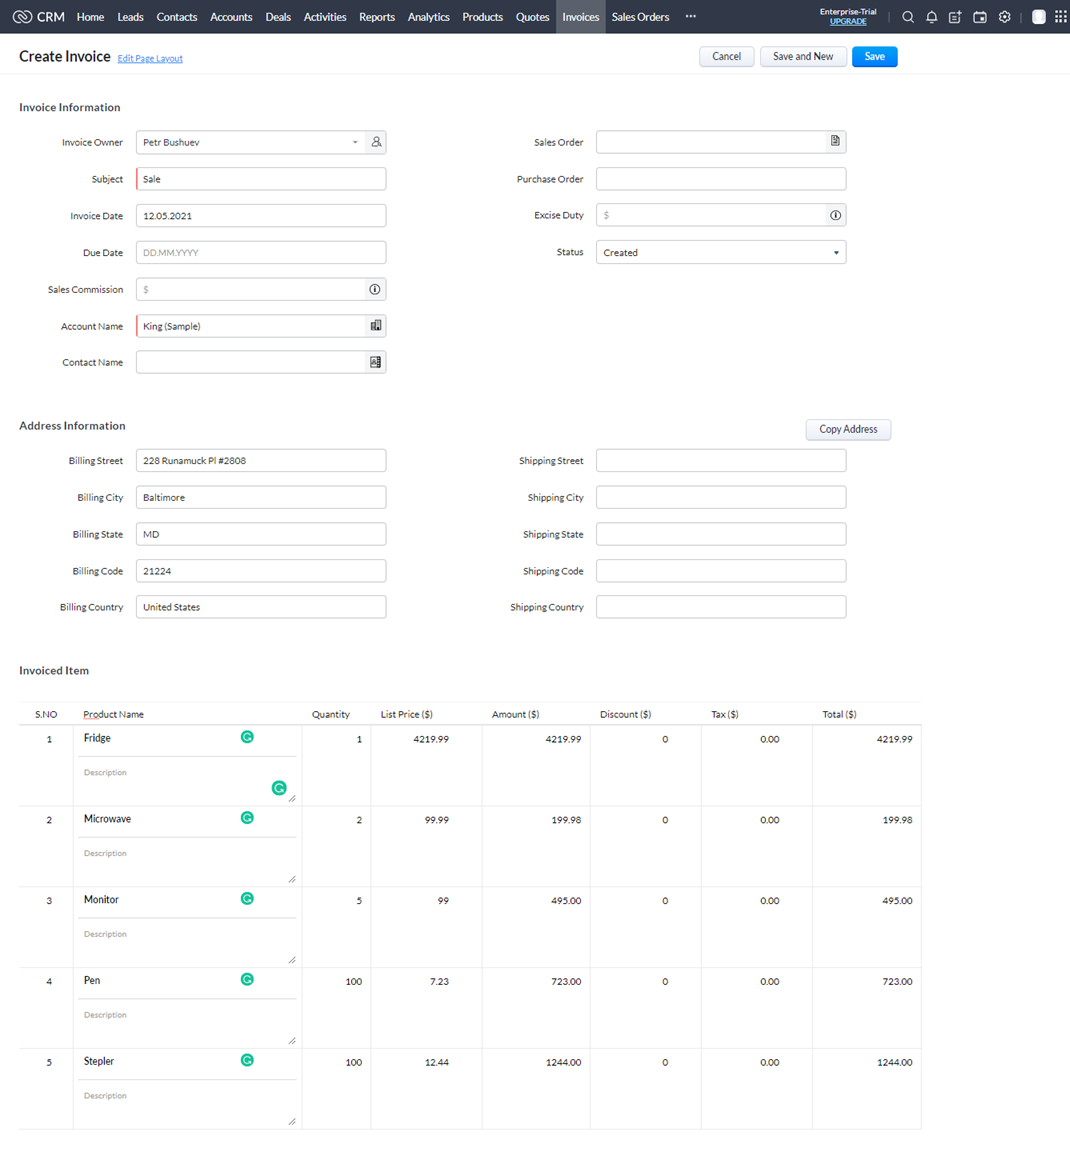 CRM Home Leads Contacts Accounts Deals Activities Reports Analytics Products Quotes Invoices Sales Orders ••• Enterprise-Trial
UPGRADE
Create Invoice Edit Page Layout Cancel Save and New Save
Invoice Information
Invoice Owner Petr Bushuev Sales Order
Subject Sale Purchase Order
Invoice Date 12.05.2021 Excise Duty $
Due Date DD.MM.YYYY Status Created
Sales Commission $
Account Name King (Sample)
Contact Name
Address Information Copy Address
Billing Street 228 Runamuck Pl #2808 Shipping Street
Billing City Baltimore Shipping City
Billing State MD Shipping State
Billing Code 21224 Shipping Code
Billing Country United States Shipping Country
Invoiced Item
S.NO Product Name Quantity List Price ($) Amount ($) Discount ($) Tax ($) Total ($)
1 Fridge 1 4219.99 4219.99 0 0.00 4219.99
Description
2 Microwave 2 99.99 199.98 0 0.00 199.98
Description
3 Monitor 5 99 495.00 0 0.00 495.00
Description
4 Pen 100 7.23 723.00 0 0.00 723.00
Description
5 Stepler 100 12.44 1244.00 0 0.00 1244.00
Description